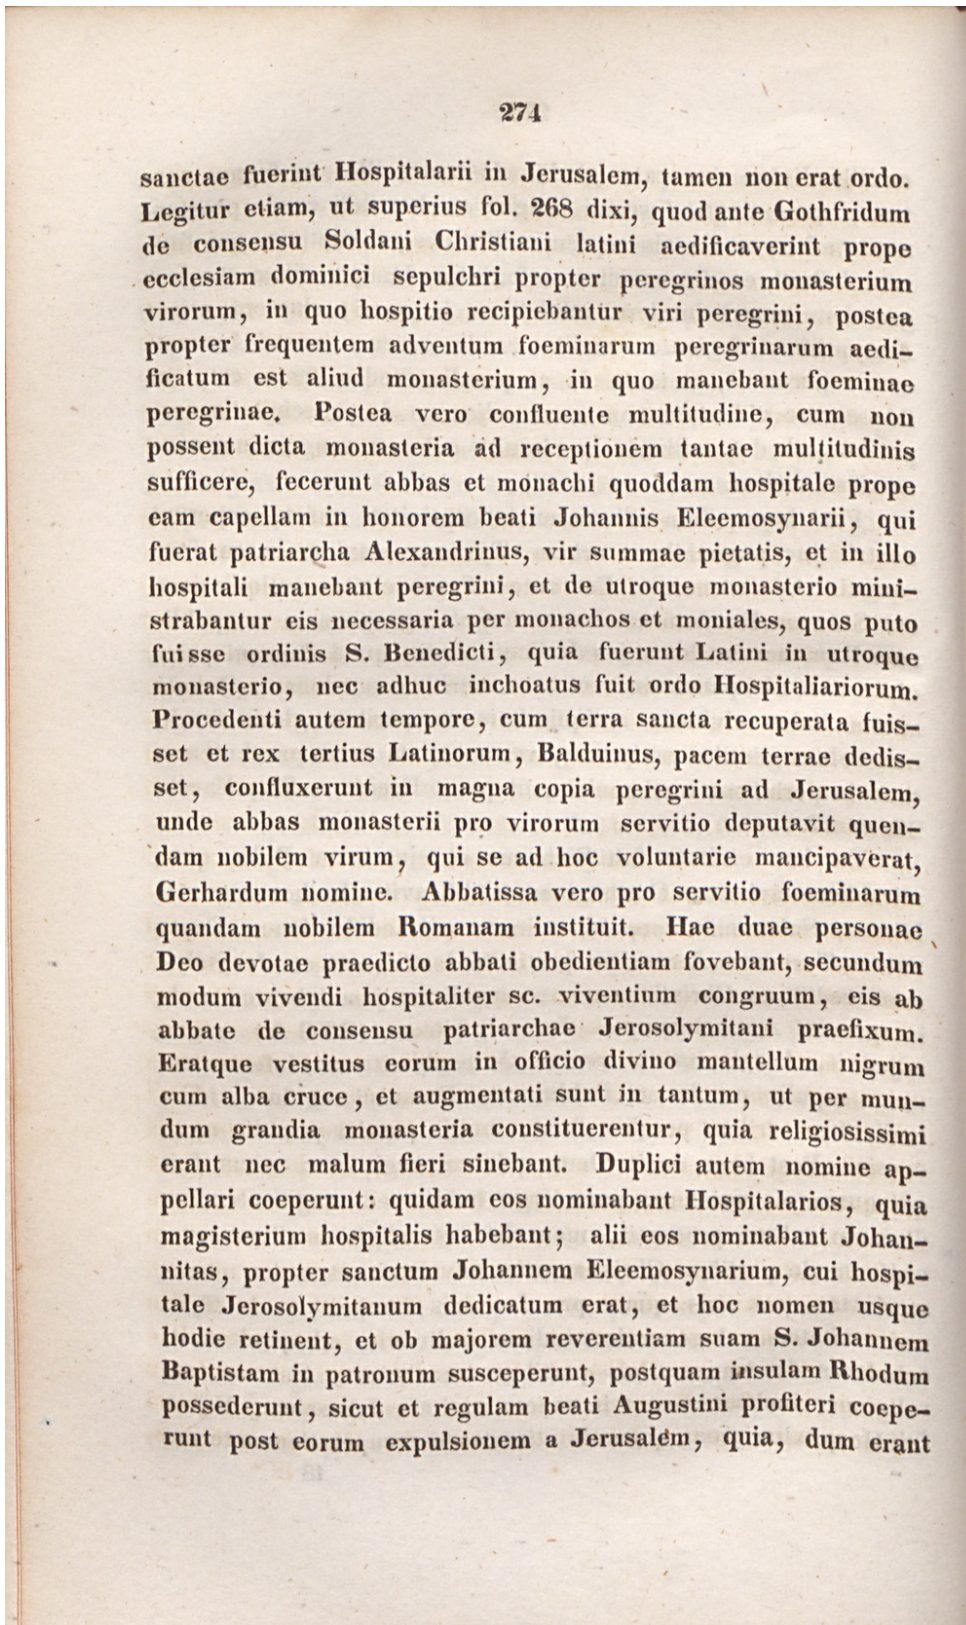 274
sanctae fuerint Hospitalarii in Jerusalem, tamen non erat ordo.
Legitur etiam, ut superius fol. 268 dixi, quod ante Gothfridum
de consensu Soldani Christiani latini aedificaverint prope
ecclesiam dominici sepulchri propter peregrinos monasterium
virorum, in quo hospitio recipiebantur viri peregrini, postea
propter frequentem adventum foeminarum peregrinarum aedi-
ficatum est aliud monasterium, in quo manebant foeminae
peregrinae. Postea vero confluente multitudine, cum non
possent dicta monasteria ad receptionem tantae multitudinis
sufficere, fecerunt abbas et monachi quoddam hospitale prope
eam capellam in honorem beati Johannis Eleemosynarii, qui
fuerat patriarcha Alexandrinus, vir summae pietatis, et in illo
hospitali manebant peregrini, et de utroque monasterio mini-
strabantur eis necessaria per monachos et moniales, quos puto
fuisse ordinis S. Benedicti, quia fuerunt Latini in utroque
monasterio, nec adhuc inchoatus fuit ordo Hospitaliariorum.
Procedenti autem tempore, cum terra sancta recuperata fuis-
set et rex tertius Latinorum, Balduinus, pacem terrae dedis-
set, confluxerunt in magna copia peregrini ad Jerusalem,
unde abbas monasterii pro virorum servitio deputavit quen-
dam nobilem virum, qui se ad hoc voluntarie mancipaverat,
Gerhardum nomine. Abbatissa vero pro servitio foeminarum
quandam nobilem Romanam instituit. Hae duae personae
Deo devotae praedicto abbati obedientiam fovebant, secundum
modum vivendi hospitaliter sc. viventium congruum, eis ab
abbate de consensu patriarchae Jerosolymitani praefixum.
Eratque vestitus eorum in officio divino mantellum nigrum
cum alba cruce, et augmentati sunt in tantum, ut per mun-
dum grandia monasteria constituerentur, quia religiosissimi
erant nec malum fieri sinebant. Duplici autem nomine ap-
pellari coeperunt: quidam eos nominabant Hospitalarios, quia
magisterium hospitalis habebant; alii eos nominabant Johan-
nitas, propter sanctum Johannem Eleemosynarium, cui hospi-
tale Jerosolymitanum dedicatum erat, et hoc nomen usque
hodie retinent, et ob majorem reverentiam suam S. Johannem
Baptistam in patronum susceperunt, postquam insulam Rhodum
possederunt, sicut et regulam beati Augustini profiteri coepe-
runt post eorum expulsionem a Jerusalem, quia, dum erant